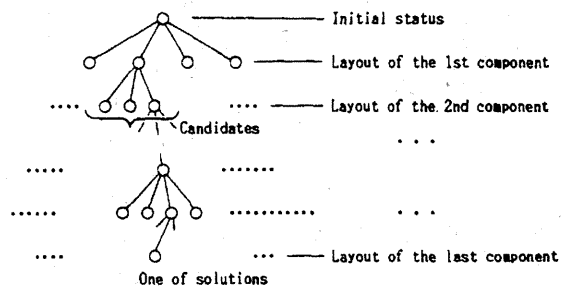 Initial status
Layout of the 1st component
Layout of the 2nd component
Candidates
Layout of the last component
One of solutions